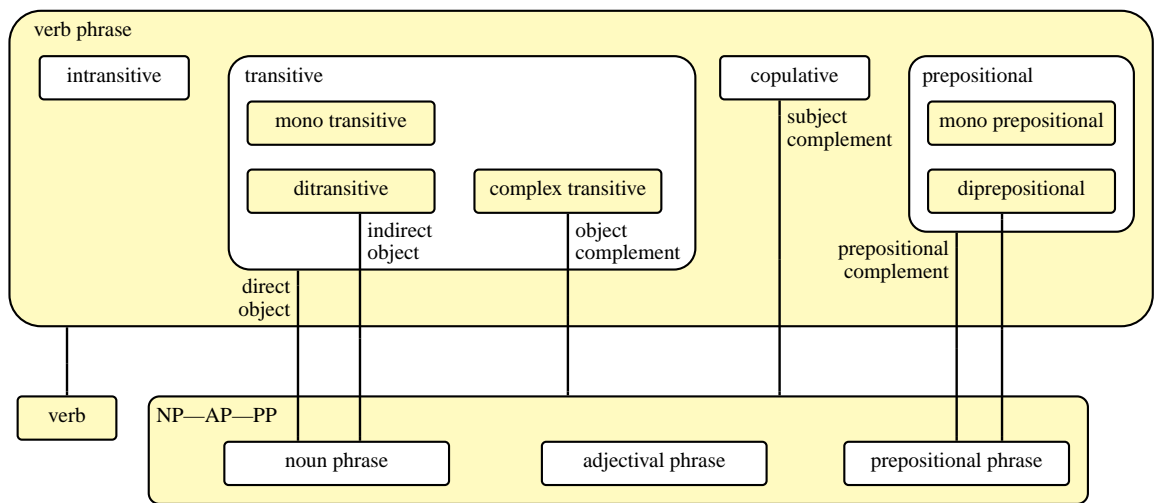 verb phrase
intransitive
transitive
copulative
prepositional
mono transitive
subject
complement
mono prepositional
ditransitive
complex transitive
diprepositional
indirect
object
object
complement
prepositional
complement
direct
object
verb
NP—AP—PP
noun phrase
adjectival phrase
prepositional phrase